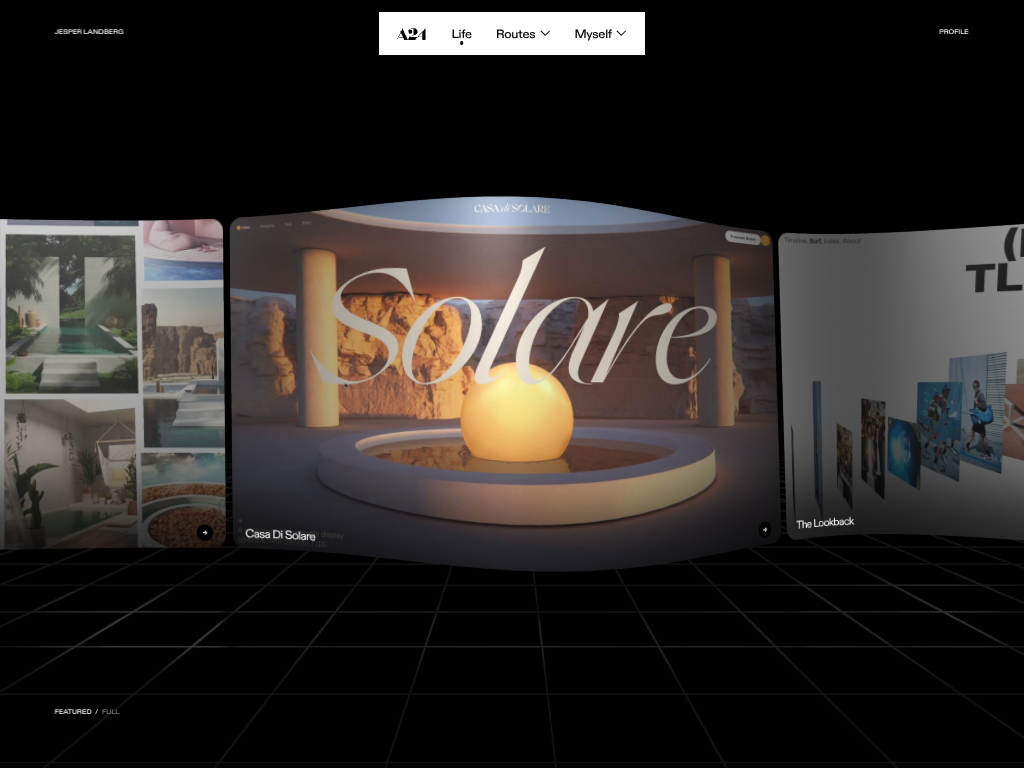 JESPER LANDBERG
A24
Life
Routes
Myself
PROFILE
CASA di SOLARE
Solare
Casa Di Solare
Timeline, Surf, Index, About
TL
The Lookback
FEATURED / FULL